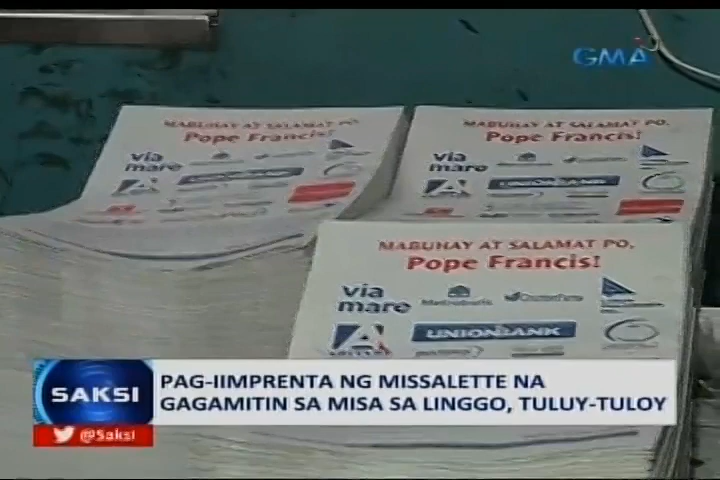 GMA
MABUHAY AT SALAMAT PO,
Pope Francis!
via
mare
UNIONBANK
MABUHAY AT SALAMAT PO,
Pope Francis!
via
mare
UNIONBANK
MABUHAY AT SALAMAT PO,
Pope Francis!
via
mare
UNIONBANK
SAKSI
@Saksi
PAG-IIMPRENTA NG MISSALETTE NA
GAGAMITIN SA MISA SA LINGGO, TULUY-TULOY